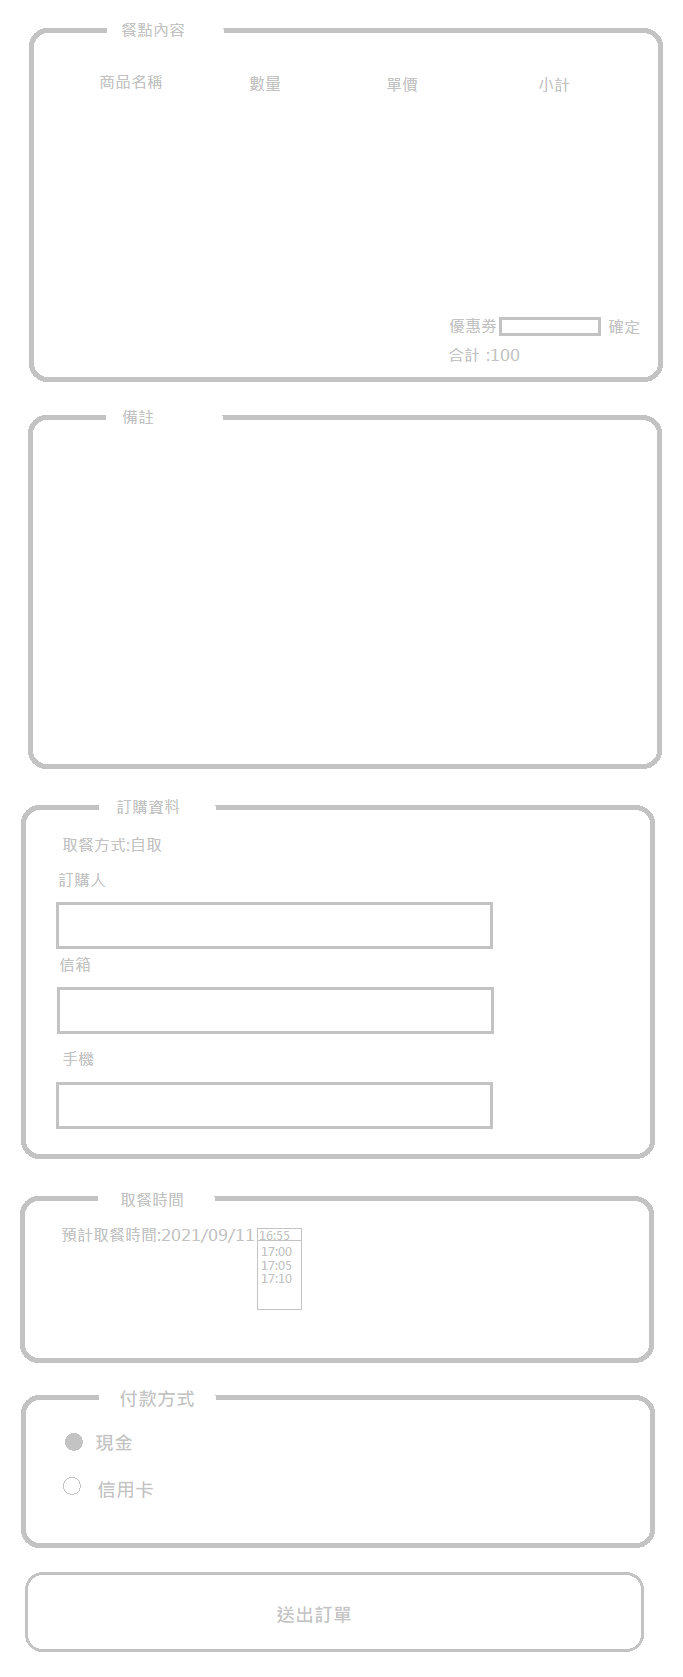 餐點內容
商品名稱 數量 單價 小計
優惠券 確定
合計 :100
備註
訂購資料
取餐方式:自取
訂購人
信箱
手機
取餐時間
預計取餐時間:2021/09/11 16:55
17:00
17:05
17:10
付款方式
現金
信用卡
送出訂單